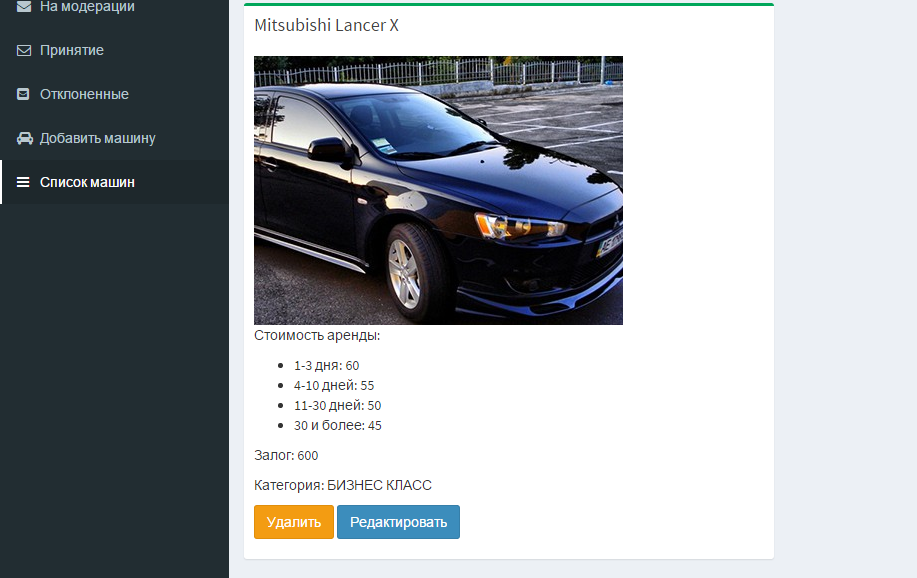 На модерации
Принятие
Отклоненные
Добавить машину
Список машин
Mitsubishi Lancer X
Стоимость аренды:
1-3 дня: 60
4-10 дней: 55
11-30 дней: 50
30 и более: 45
Залог: 600
Категория: БИЗНЕС КЛАСС
Удалить Редактировать